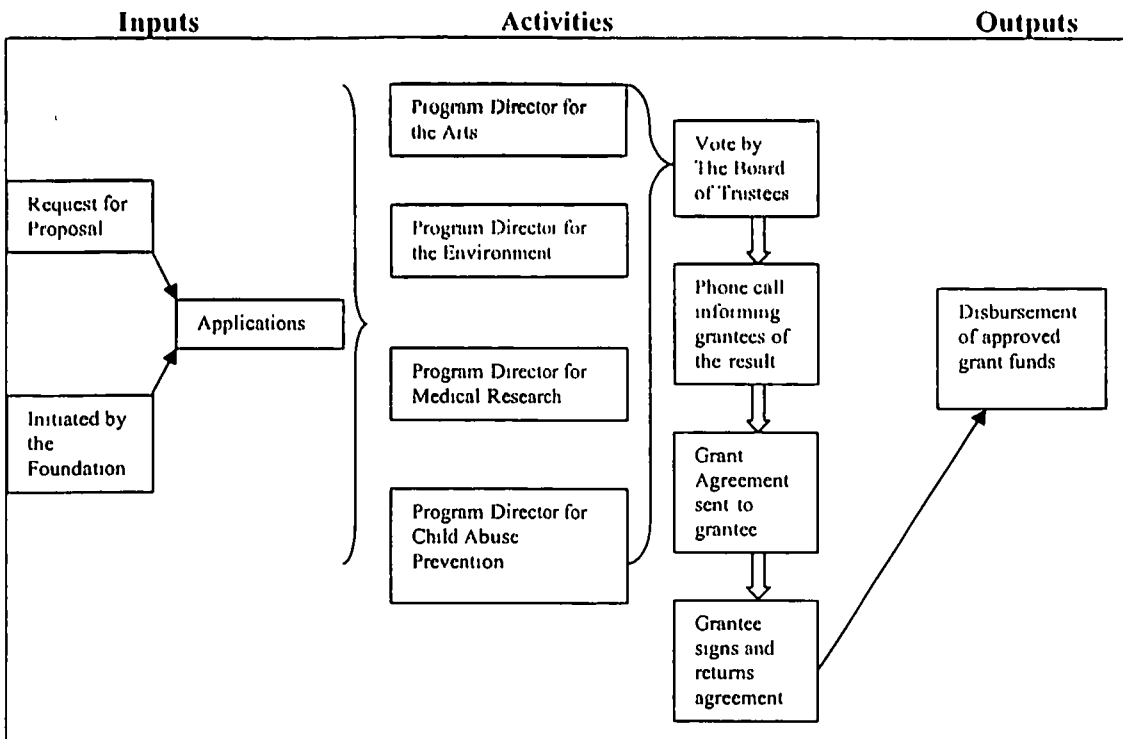 Inputs
Activities
Outputs
Request for
Proposal
Initiated by
the
Foundation
Applications
Program Director for
the Arts
Program Director for
the Environment
Program Director for
Medical Research
Program Director for
Child Abuse
Prevention
Vote by
The Board
of Trustees
Phone call
informing
grantees of
the result
Grant
Agreement
sent to
grantee
Grantee
signs and
returns
agreement
Disbursement
of approved
grant funds